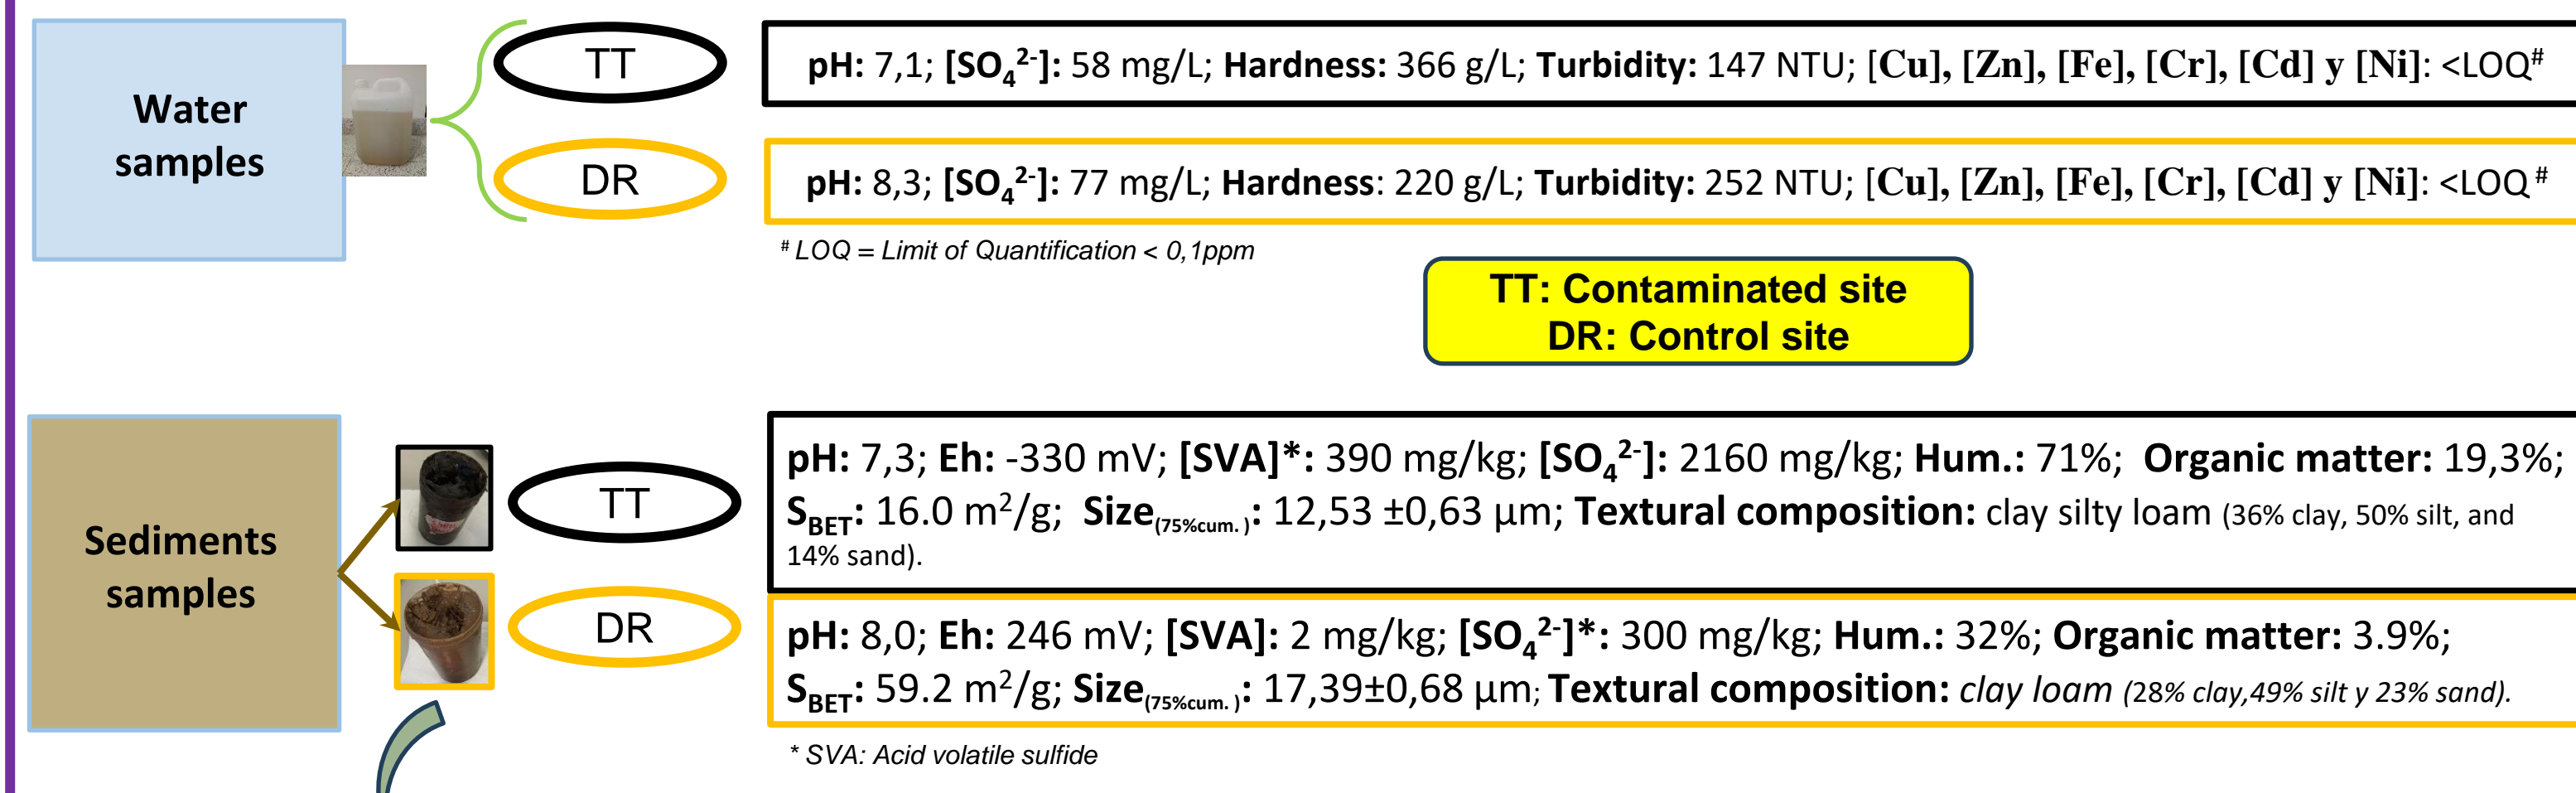 Water
samples
TT
pH: 7,1; [SO₄²⁻]: 58 mg/L; Hardness: 366 g/L; Turbidity: 147 NTU; [Cu], [Zn], [Fe], [Cr], [Cd] y [Ni]: <LOQ#
DR
pH: 8,3; [SO₄²⁻]: 77 mg/L; Hardness: 220 g/L; Turbidity: 252 NTU; [Cu], [Zn], [Fe], [Cr], [Cd] y [Ni]: <LOQ #
# LOQ = Limit of Quantification < 0,1ppm
TT: Contaminated site
DR: Control site
Sediments
samples
TT
pH: 7,3; Eh: -330 mV; [SVA]*: 390 mg/kg; [SO₄²⁻]: 2160 mg/kg; Hum.: 71%; Organic matter: 19,3%;
S_BET: 16.0 m²/g; Size(75%cum. ): 12,53 ±0,63 µm; Textural composition: clay silty loam (36% clay, 50% silt, and
14% sand).
DR
pH: 8,0; Eh: 246 mV; [SVA]: 2 mg/kg; [SO₄²⁻]*: 300 mg/kg; Hum.: 32%; Organic matter: 3.9%;
S_BET: 59.2 m²/g; Size(75%cum. ): 17,39±0,68 µm; Textural composition: clay loam (28% clay,49% silt y 23% sand).
* SVA: Acid volatile sulfide